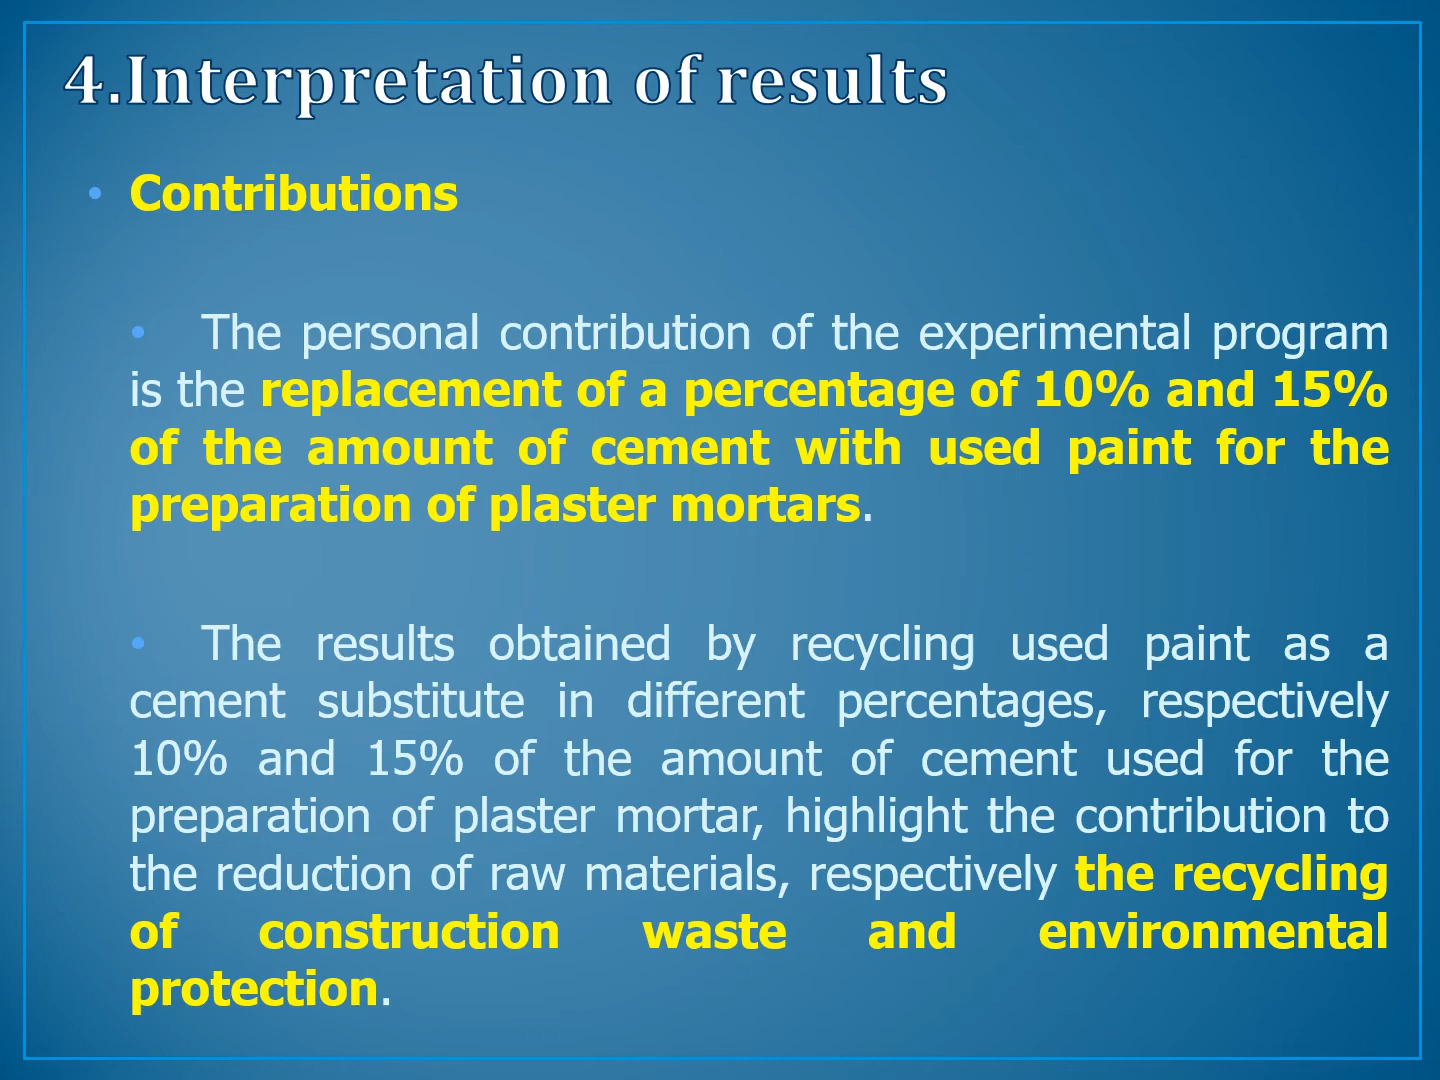 4.Interpretation of results
• Contributions
• The personal contribution of the experimental program
is the replacement of a percentage of 10% and 15%
of the amount of cement with used paint for the
preparation of plaster mortars.
• The results obtained by recycling used paint as a
cement substitute in different percentages, respectively
10% and 15% of the amount of cement used for the
preparation of plaster mortar, highlight the contribution to
the reduction of raw materials, respectively the recycling
of construction waste and environmental
protection.